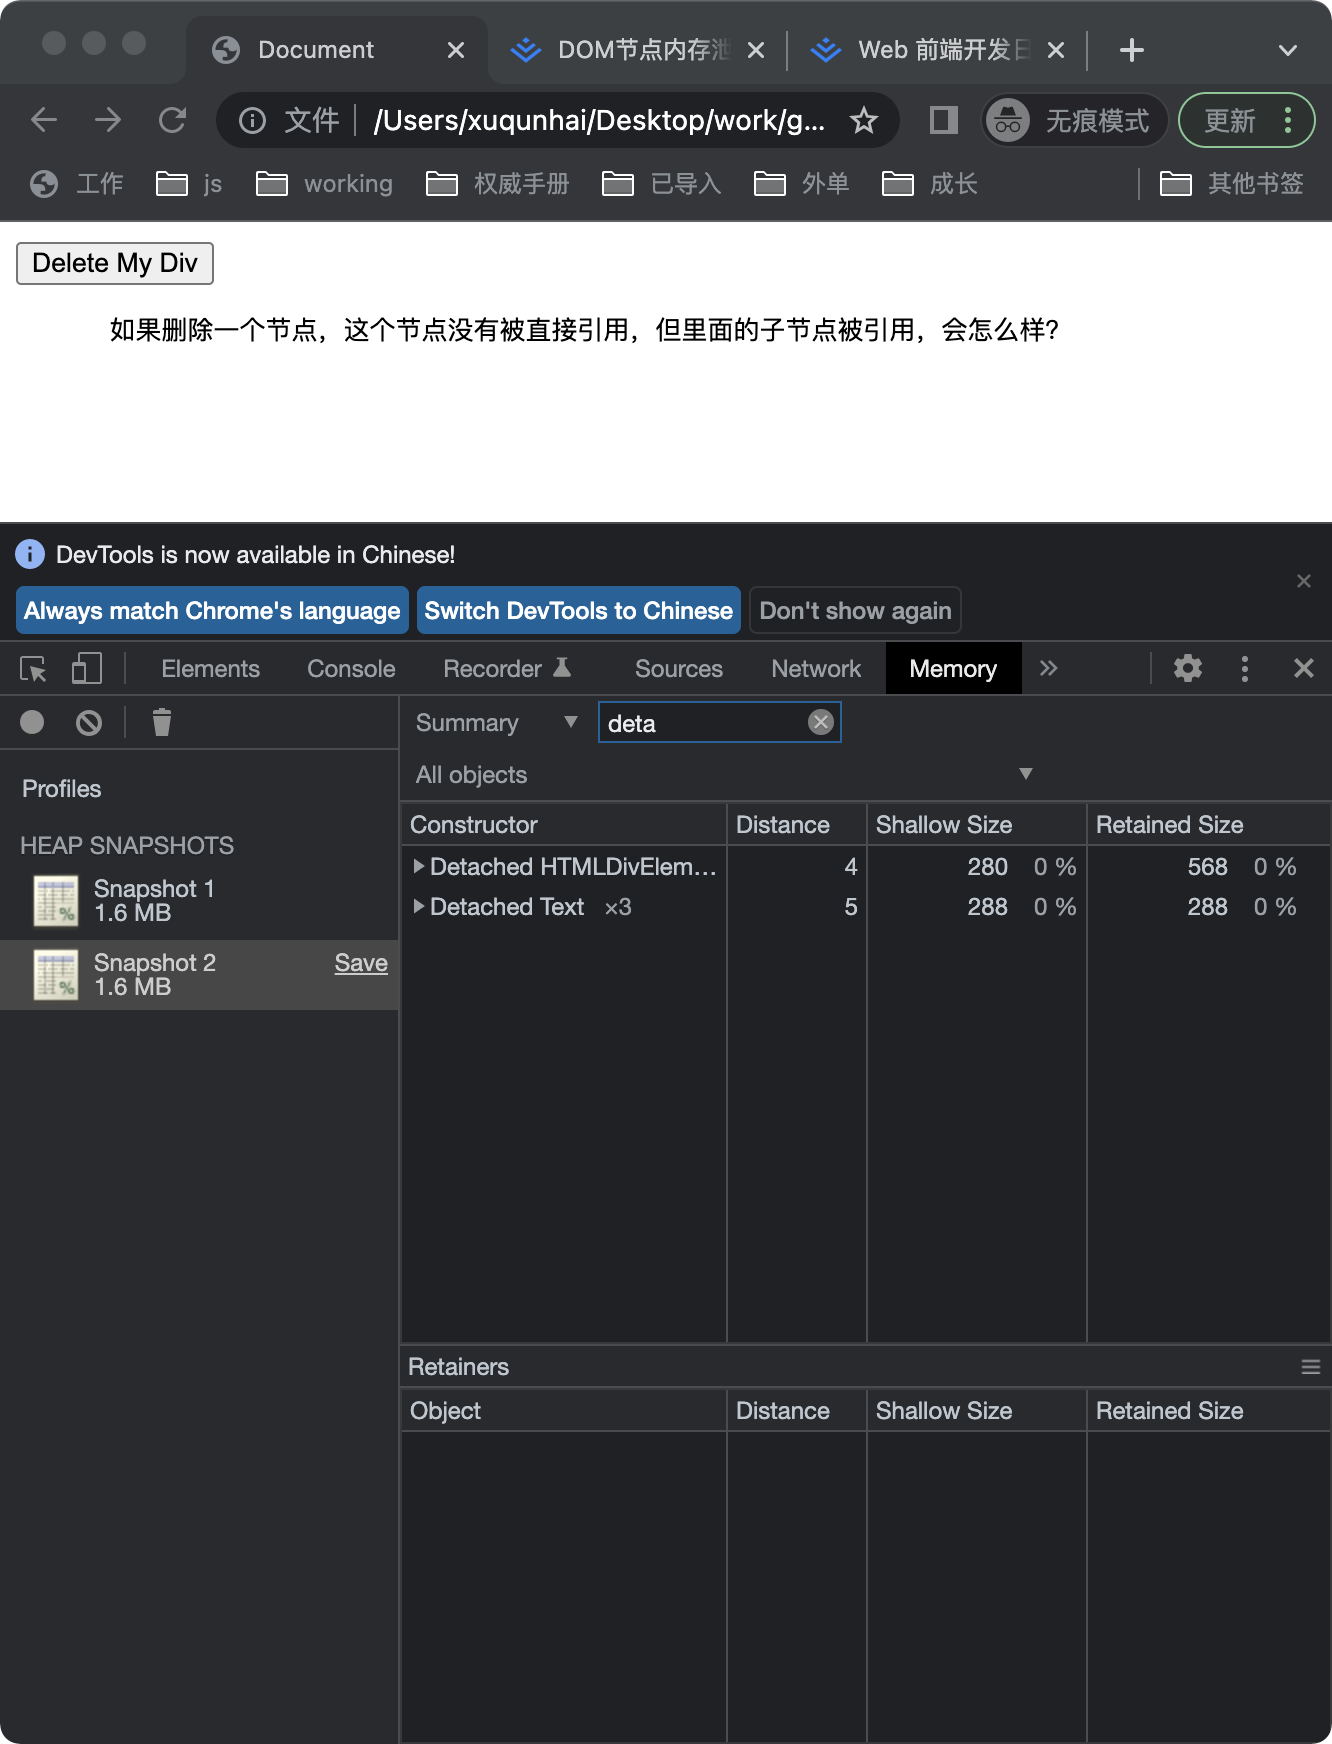 Document
DOM节点内存泄
Web 前端开发日
文件
/Users/xuqunhai/Desktop/work/g...
无痕模式
更新
工作
js
working
权威手册
已导入
外单
成长
其他书签
Delete My Div
如果删除一个节点，这个节点没有被直接引用，但里面的子节点被引用，会怎么样?
DevTools is now available in Chinese!
Always match Chrome's language
Switch DevTools to Chinese
Don't show again
Elements
Console
Recorder
Sources
Network
Memory
Summary
deta
All objects
Profiles
HEAP SNAPSHOTS
Snapshot 1
1.6 MB
Snapshot 2
Save
1.6 MB
Constructor Distance Shallow Size Retained Size
Detached HTMLDivElem… 4 280 0 % 568 0 %
Detached Text ×3 5 288 0 % 288 0 %
Retainers
Object Distance Shallow Size Retained Size